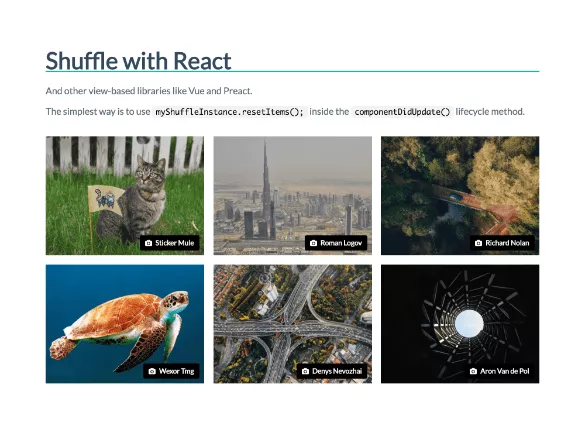 Shuffle with React
And other view-based libraries like Vue and Preact.
The simplest way is to use myShuffleInstance.resetItems(); inside the componentDidUpdate() lifecycle method.
Sticker Mule
Roman Logov
Richard Nolan
Wexor Tmg
Denys Nevozhai
Aron Van de Pol